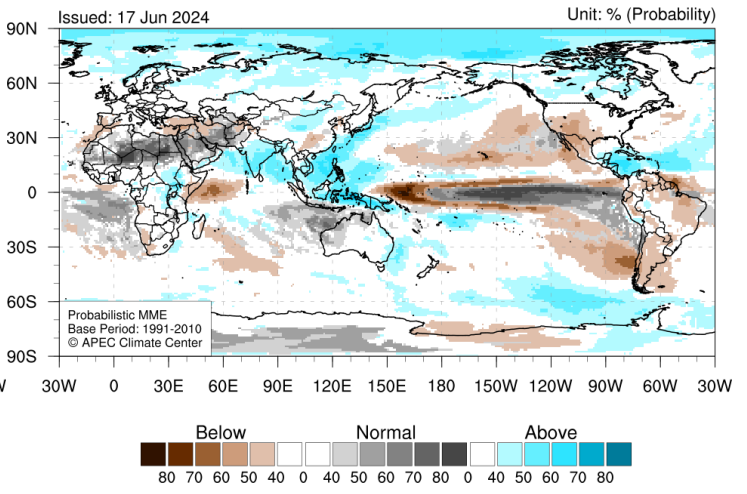 Issued: 17 Jun 2024
Unit: % (Probability)
90N
60N
30N
0
30S
60S
90S
Probabilistic MME
Base Period: 1991-2010
© APEC Climate Center
30W 0 30E 60E 90E 120E 150E 180 150W 120W 90W 60W 30W
Below Normal Above
80 70 60 50 40 0 40 50 60 70 80 0 40 50 60 70 80